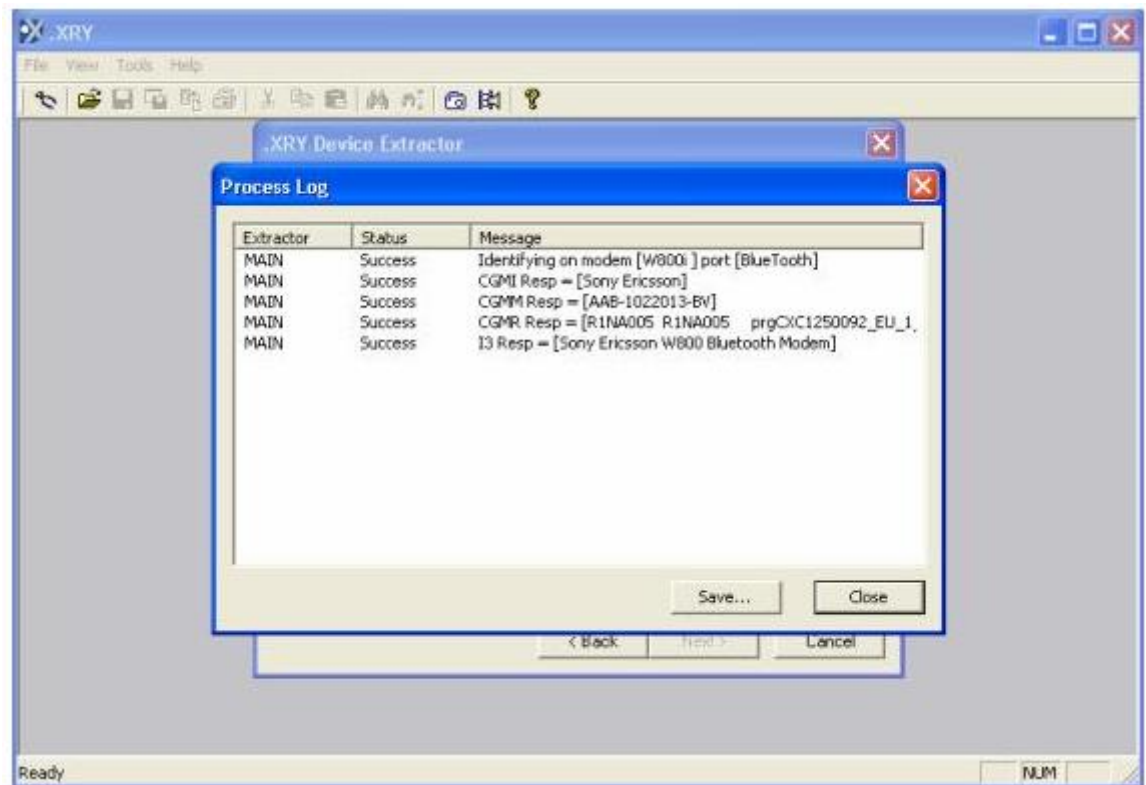 .XRY
File View Tools Help
.XRY Device Extractor
Process Log
Extractor Status Message
MAIN Success Identifying on modem [W800i ] port [BlueTooth]
MAIN Success CGMI Resp = [Sony Ericsson]
MAIN Success CGMM Resp = [AAB-1022013-BV]
MAIN Success CGMR Resp = [R1NA005 R1NA005 prgCXC1250092_EU_1_
MAIN Success I3 Resp = [Sony Ericsson W800 Bluetooth Modem]
Save... Close
< Back Next > Cancel
Ready NUM